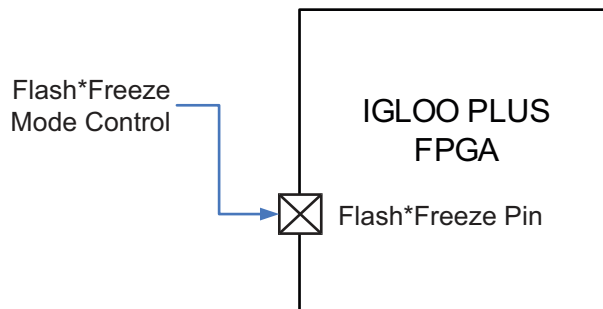 Flash*Freeze
Mode Control
IGLOO PLUS
FPGA
Flash*Freeze Pin